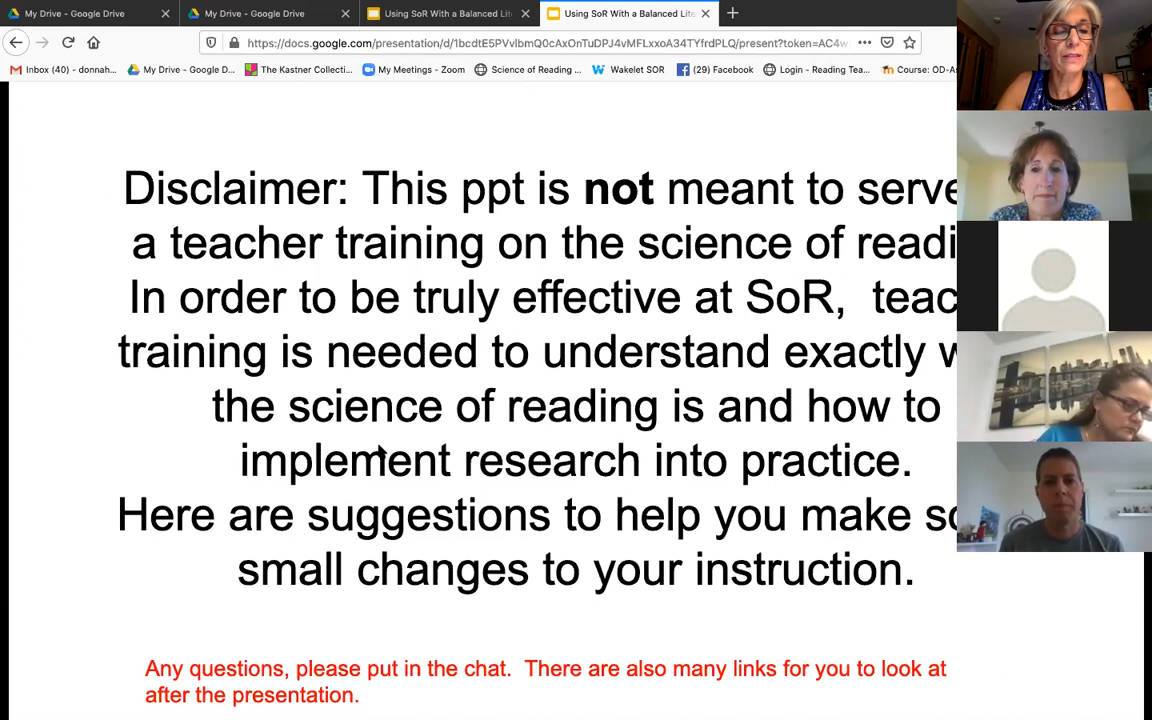 My Drive - Google Drive
My Drive - Google Drive
Using SoR With a Balanced Lite
Using SoR With a Balanced Lite
https://docs.google.com/presentation/d/1bcdtE5PVvlbmQ0cAxOnTuDPJ4vMFLxxoA34TYfrdPLQ/present?token=AC4w
Inbox (40) - donnah...
My Drive - Google D...
The Kastner Collecti...
My Meetings - Zoom
Science of Reading ...
Wakelet SOR
(29) Facebook
Login - Reading Tea...
Course: OD-As
Disclaimer: This ppt is not meant to serve
a teacher training on the science of readi
In order to be truly effective at SoR, teac
training is needed to understand exactly w
the science of reading is and how to
implement research into practice.
Here are suggestions to help you make so
small changes to your instruction.
Any questions, please put in the chat. There are also many links for you to look at
after the presentation.